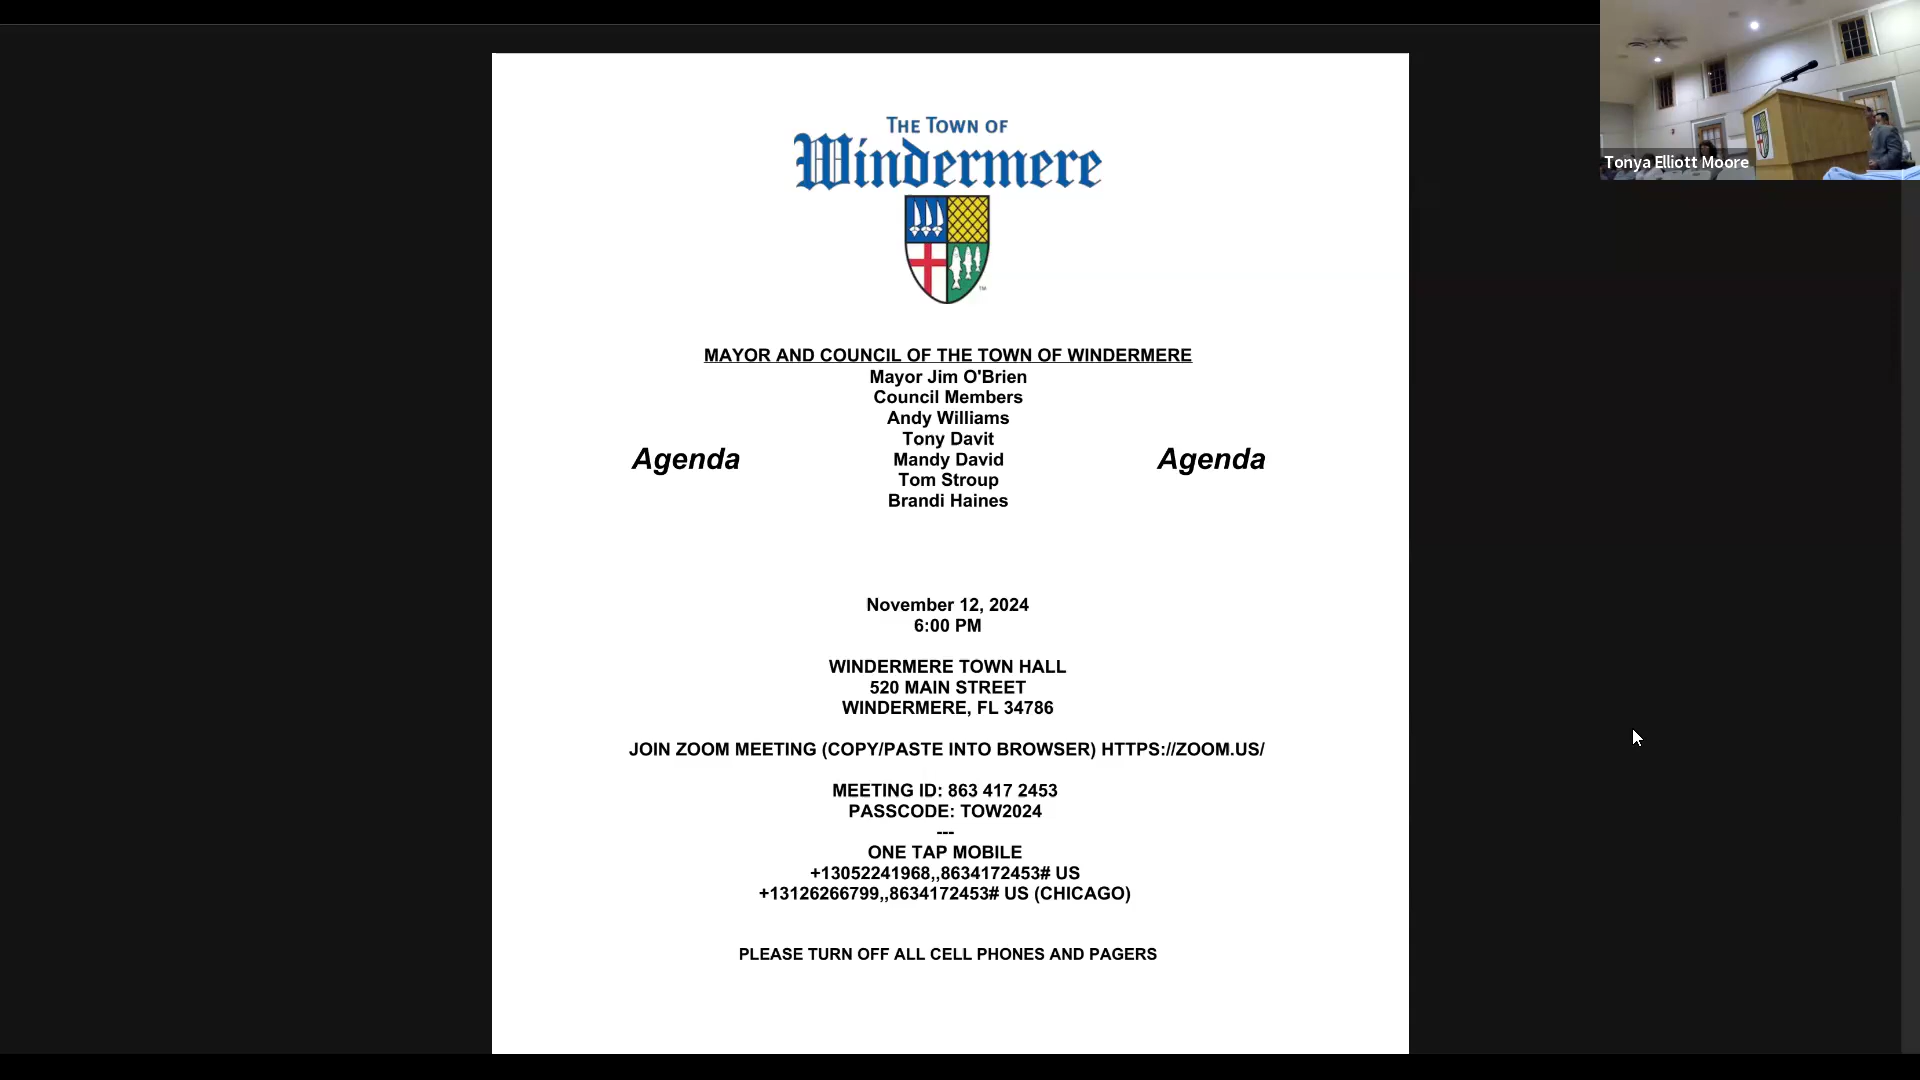 THE TOWN OF
Windermere
TM
MAYOR AND COUNCIL OF THE TOWN OF WINDERMERE
Mayor Jim O'Brien
Council Members
Andy Williams
Tony Davit
Agenda Mandy David Agenda
Tom Stroup
Brandi Haines
November 12, 2024
6:00 PM
WINDERMERE TOWN HALL
520 MAIN STREET
WINDERMERE, FL 34786
JOIN ZOOM MEETING (COPY/PASTE INTO BROWSER) HTTPS://ZOOM.US/
MEETING ID: 863 417 2453
PASSCODE: TOW2024
---
ONE TAP MOBILE
+13052241968,,8634172453# US
+13126266799,,8634172453# US (CHICAGO)
PLEASE TURN OFF ALL CELL PHONES AND PAGERS
Tonya Elliott Moore